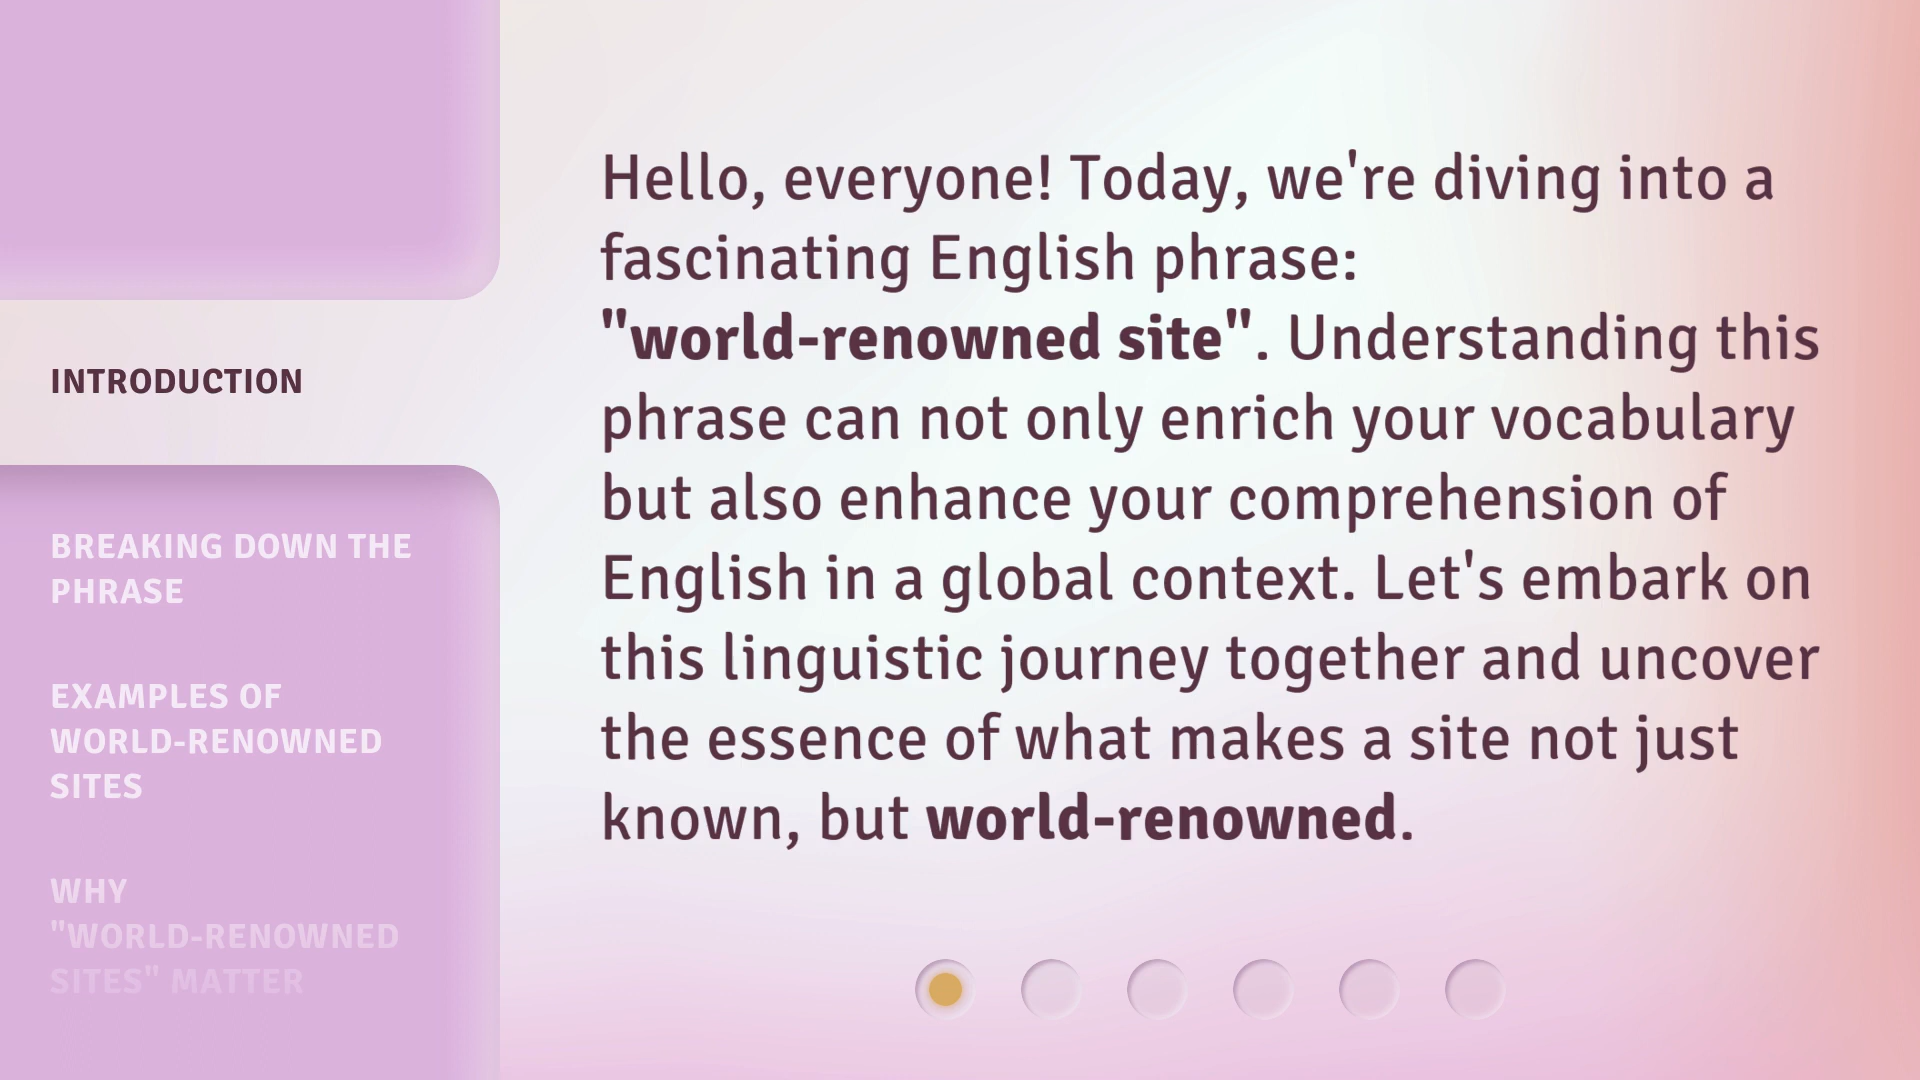 INTRODUCTION
BREAKING DOWN THE
PHRASE
EXAMPLES OF
WORLD-RENOWNED
SITES
WHY
"WORLD-RENOWNED
SITES" MATTER
Hello, everyone! Today, we're diving into a
fascinating English phrase:
"world-renowned site". Understanding this
phrase can not only enrich your vocabulary
but also enhance your comprehension of
English in a global context. Let's embark on
this linguistic journey together and uncover
the essence of what makes a site not just
known, but world-renowned.